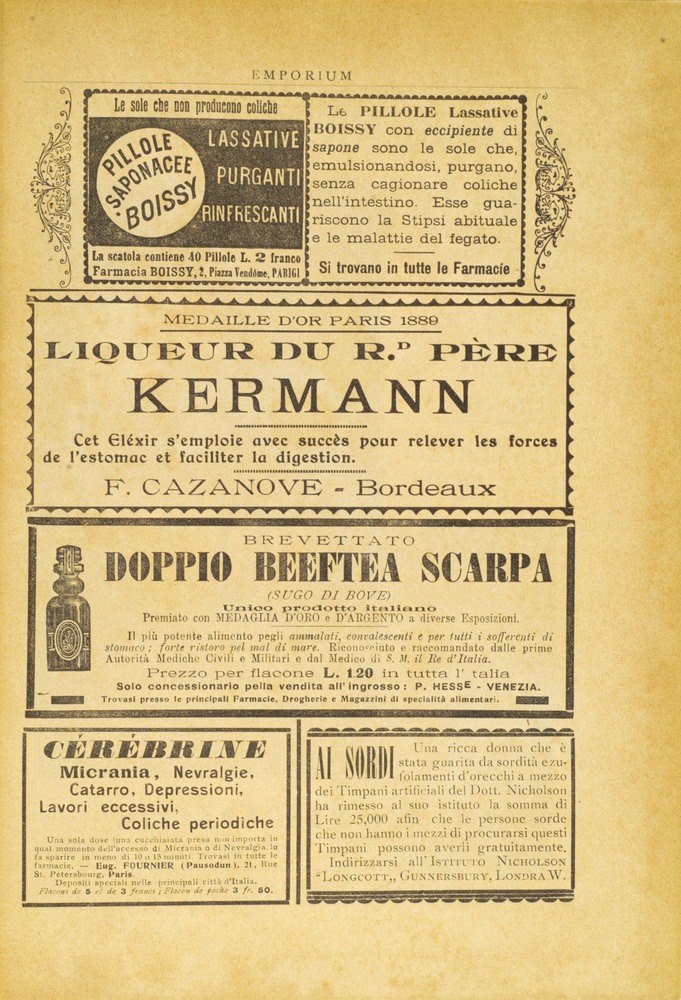 EMPORIUM
Le sole che non producono coliche
PILLOLE
SAPONACEE
BOISSY
LASSATIVE
PURGANTI
RINFRESCANTI
La scatola contiene 40 Pillole L. 2 franco
Farmacia BOISSY, 2, Piazza Vendôme, PARIGI
Le PILLOLE Lassative
BOISSY con eccipiente di
sapone sono le sole che,
emulsionandosi, purgano,
senza cagionare coliche
nell'intestino. Esse gua-
riscono la Stipsi abituale
e le malattie del fegato.
Si trovano in tutte le Farmacie
MEDAILLE D'OR PARIS 1889
LIQUEUR DU R.D PÈRE
KERMANN
Cet Eléxir s'emploie avec succès pour relever les forces
de l'estomac et faciliter la digestion.
F. CAZANOVE - Bordeaux
BREVETTATO
DOPPIO BEEFTEA SCARPA
(SUGO DI BOVE)
Unico prodotto italiano
Premiato con MEDAGLIA D'ORO e D'ARGENTO a diverse Esposizioni.
Il più potente alimento pegli ammalati, convalescenti e per tutti i sofferenti di
stomaco; forte ristoro pel mal di mare. Riconosciuto e raccomandato dalle prime
Autorità Mediche Civili e Militari e dal Medico di S. M. il Re d'Italia.
Prezzo per flacone L. 1.20 in tutta l' talia
Solo concessionario pella vendita all'ingrosso: P. HESSE - VENEZIA.
Trovasi presso le principali Farmacie, Drogherie e Magazzini di specialità alimentari.
CÉRÉBRINE
Micrania, Nevralgie,
Catarro, Depressioni,
Lavori eccessivi,
Coliche periodiche
Una sola dose (una cucchiaiata presa non importa in
qual momento dell'accesso di Micrania o di Nevralgia lo
fa sparire in meno di 10 o 15 minuti. Trovasi in tutte le
farmacie. — Eug. FOURNIER (Pausodun), 21, Rue
St. Pétersbourg, Paris.
Depositi speciali nelle principali città d'Italia.
Flacons de 5 et de 3 francs; Flacon de poche 3 fr. 50.
AI SORDI
Una ricca donna che è
stata guarita da sordità e zu-
folamenti d'orecchi a mezzo
dei Timpani artificiali del Dott. Nicholson
ha rimesso al suo istituto la somma di
Lire 25,000 afin che le persone sorde
che non hanno i mezzi di procurarsi questi
Timpani possono averli gratuitamente.
Indirizzarsi all'ISTITUTO NICHOLSON
"LONGCOTT,, GUNNERSBURY, LONDRA W.